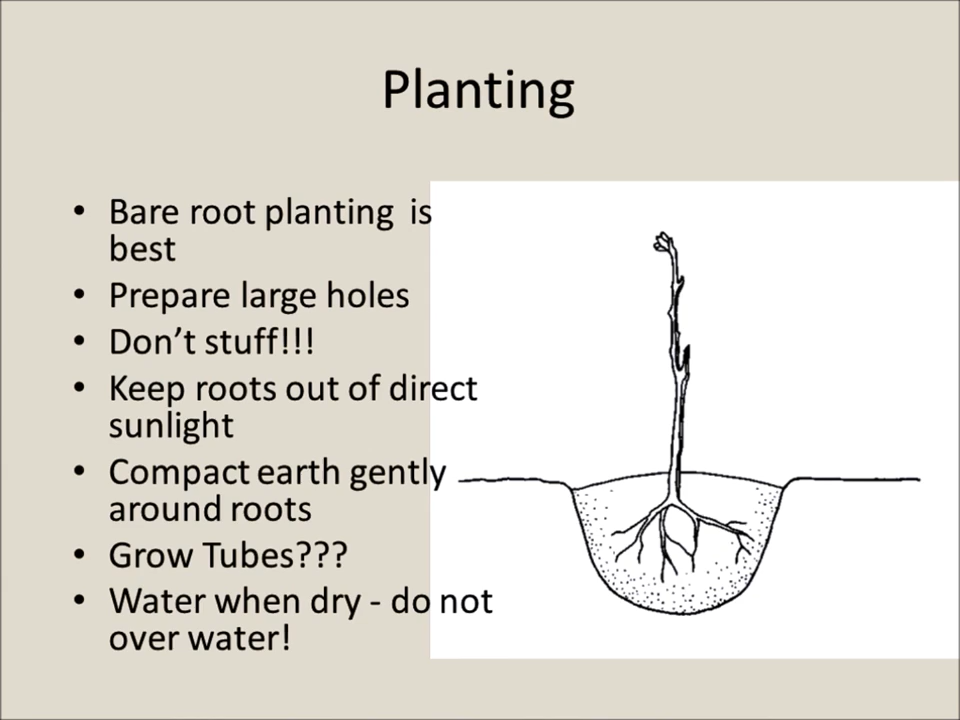 Planting
• Bare root planting is
best
• Prepare large holes
• Don’t stuff!!!
• Keep roots out of direct
sunlight
• Compact earth gently
around roots
• Grow Tubes???
• Water when dry - do not
over water!